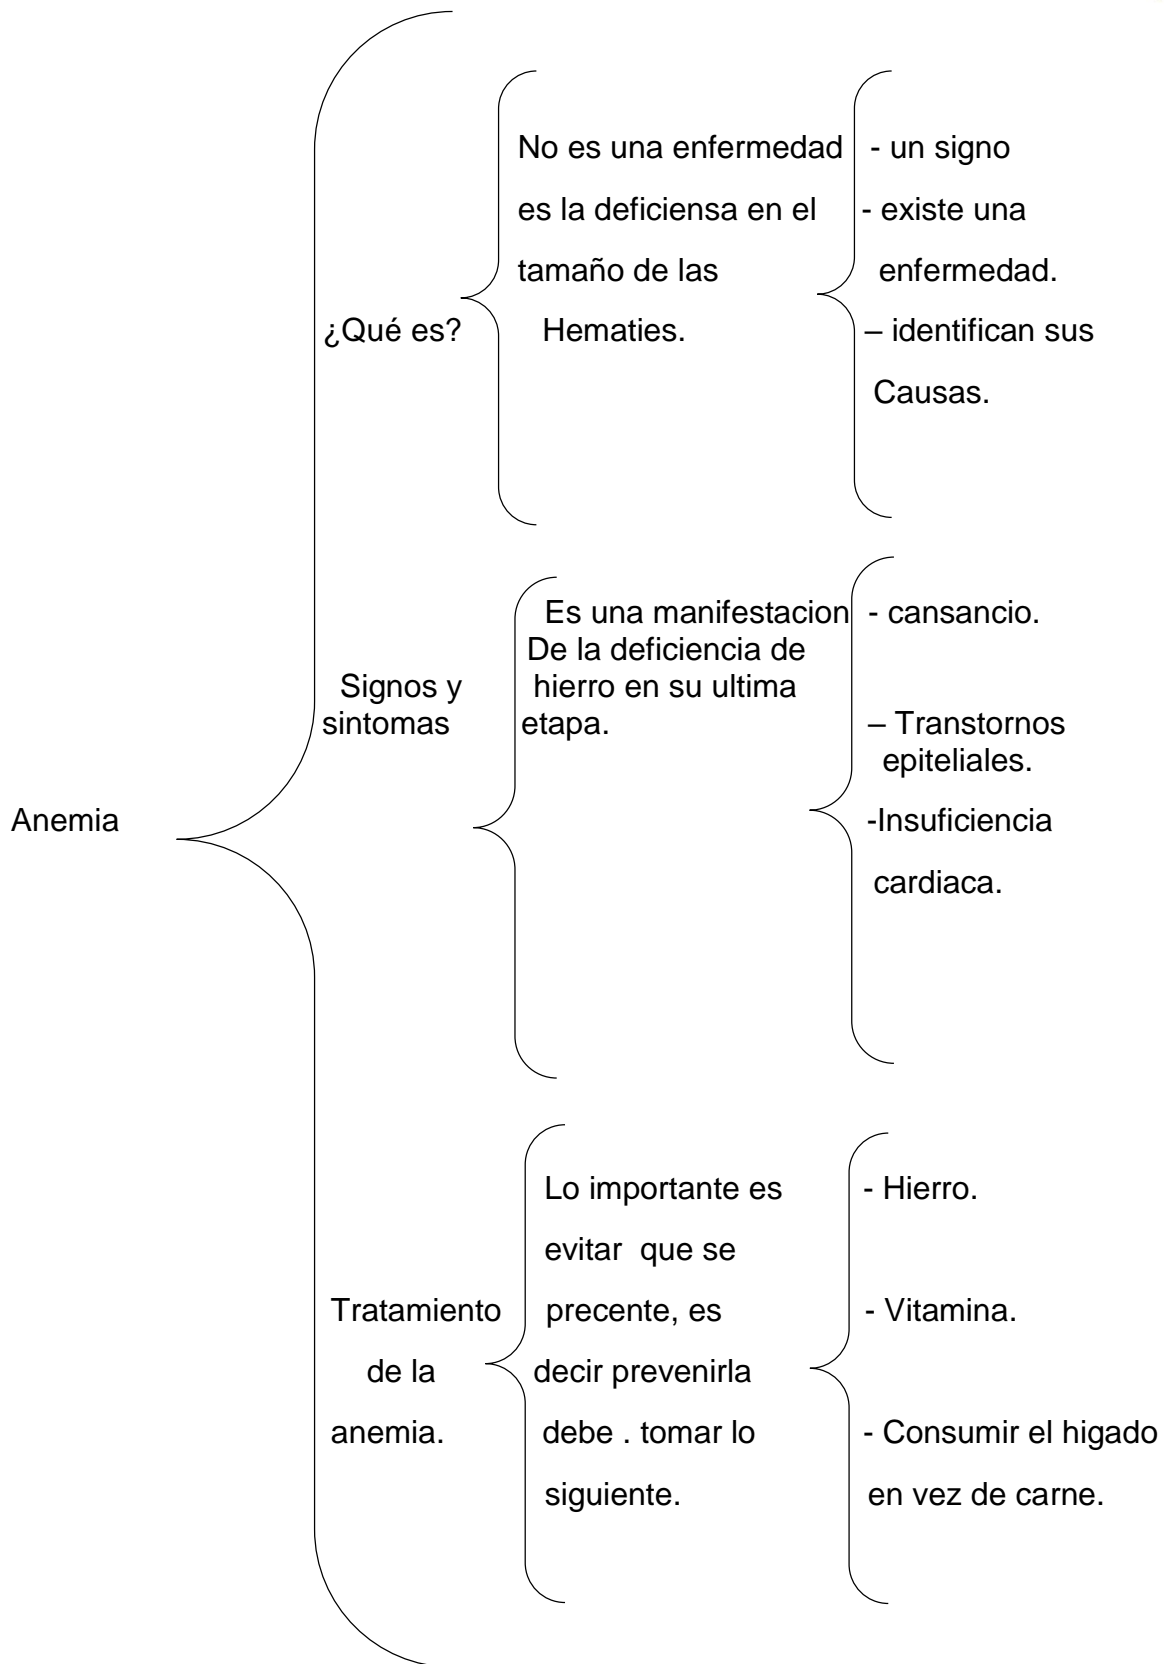 Anemia
¿Qué es?
No es una enfermedad
es la deficiensa en el
tamaño de las
Hematies.
- un signo
- existe una
enfermedad.
– identifican sus
Causas.
Signos y
sintomas
Es una manifestacion
De la deficiencia de
hierro en su ultima
etapa.
- cansancio.
– Transtornos
epiteliales.
-Insuficiencia
cardiaca.
Tratamiento
de la
anemia.
Lo importante es
evitar que se
precente, es
decir prevenirla
debe . tomar lo
siguiente.
- Hierro.
- Vitamina.
- Consumir el higado
en vez de carne.